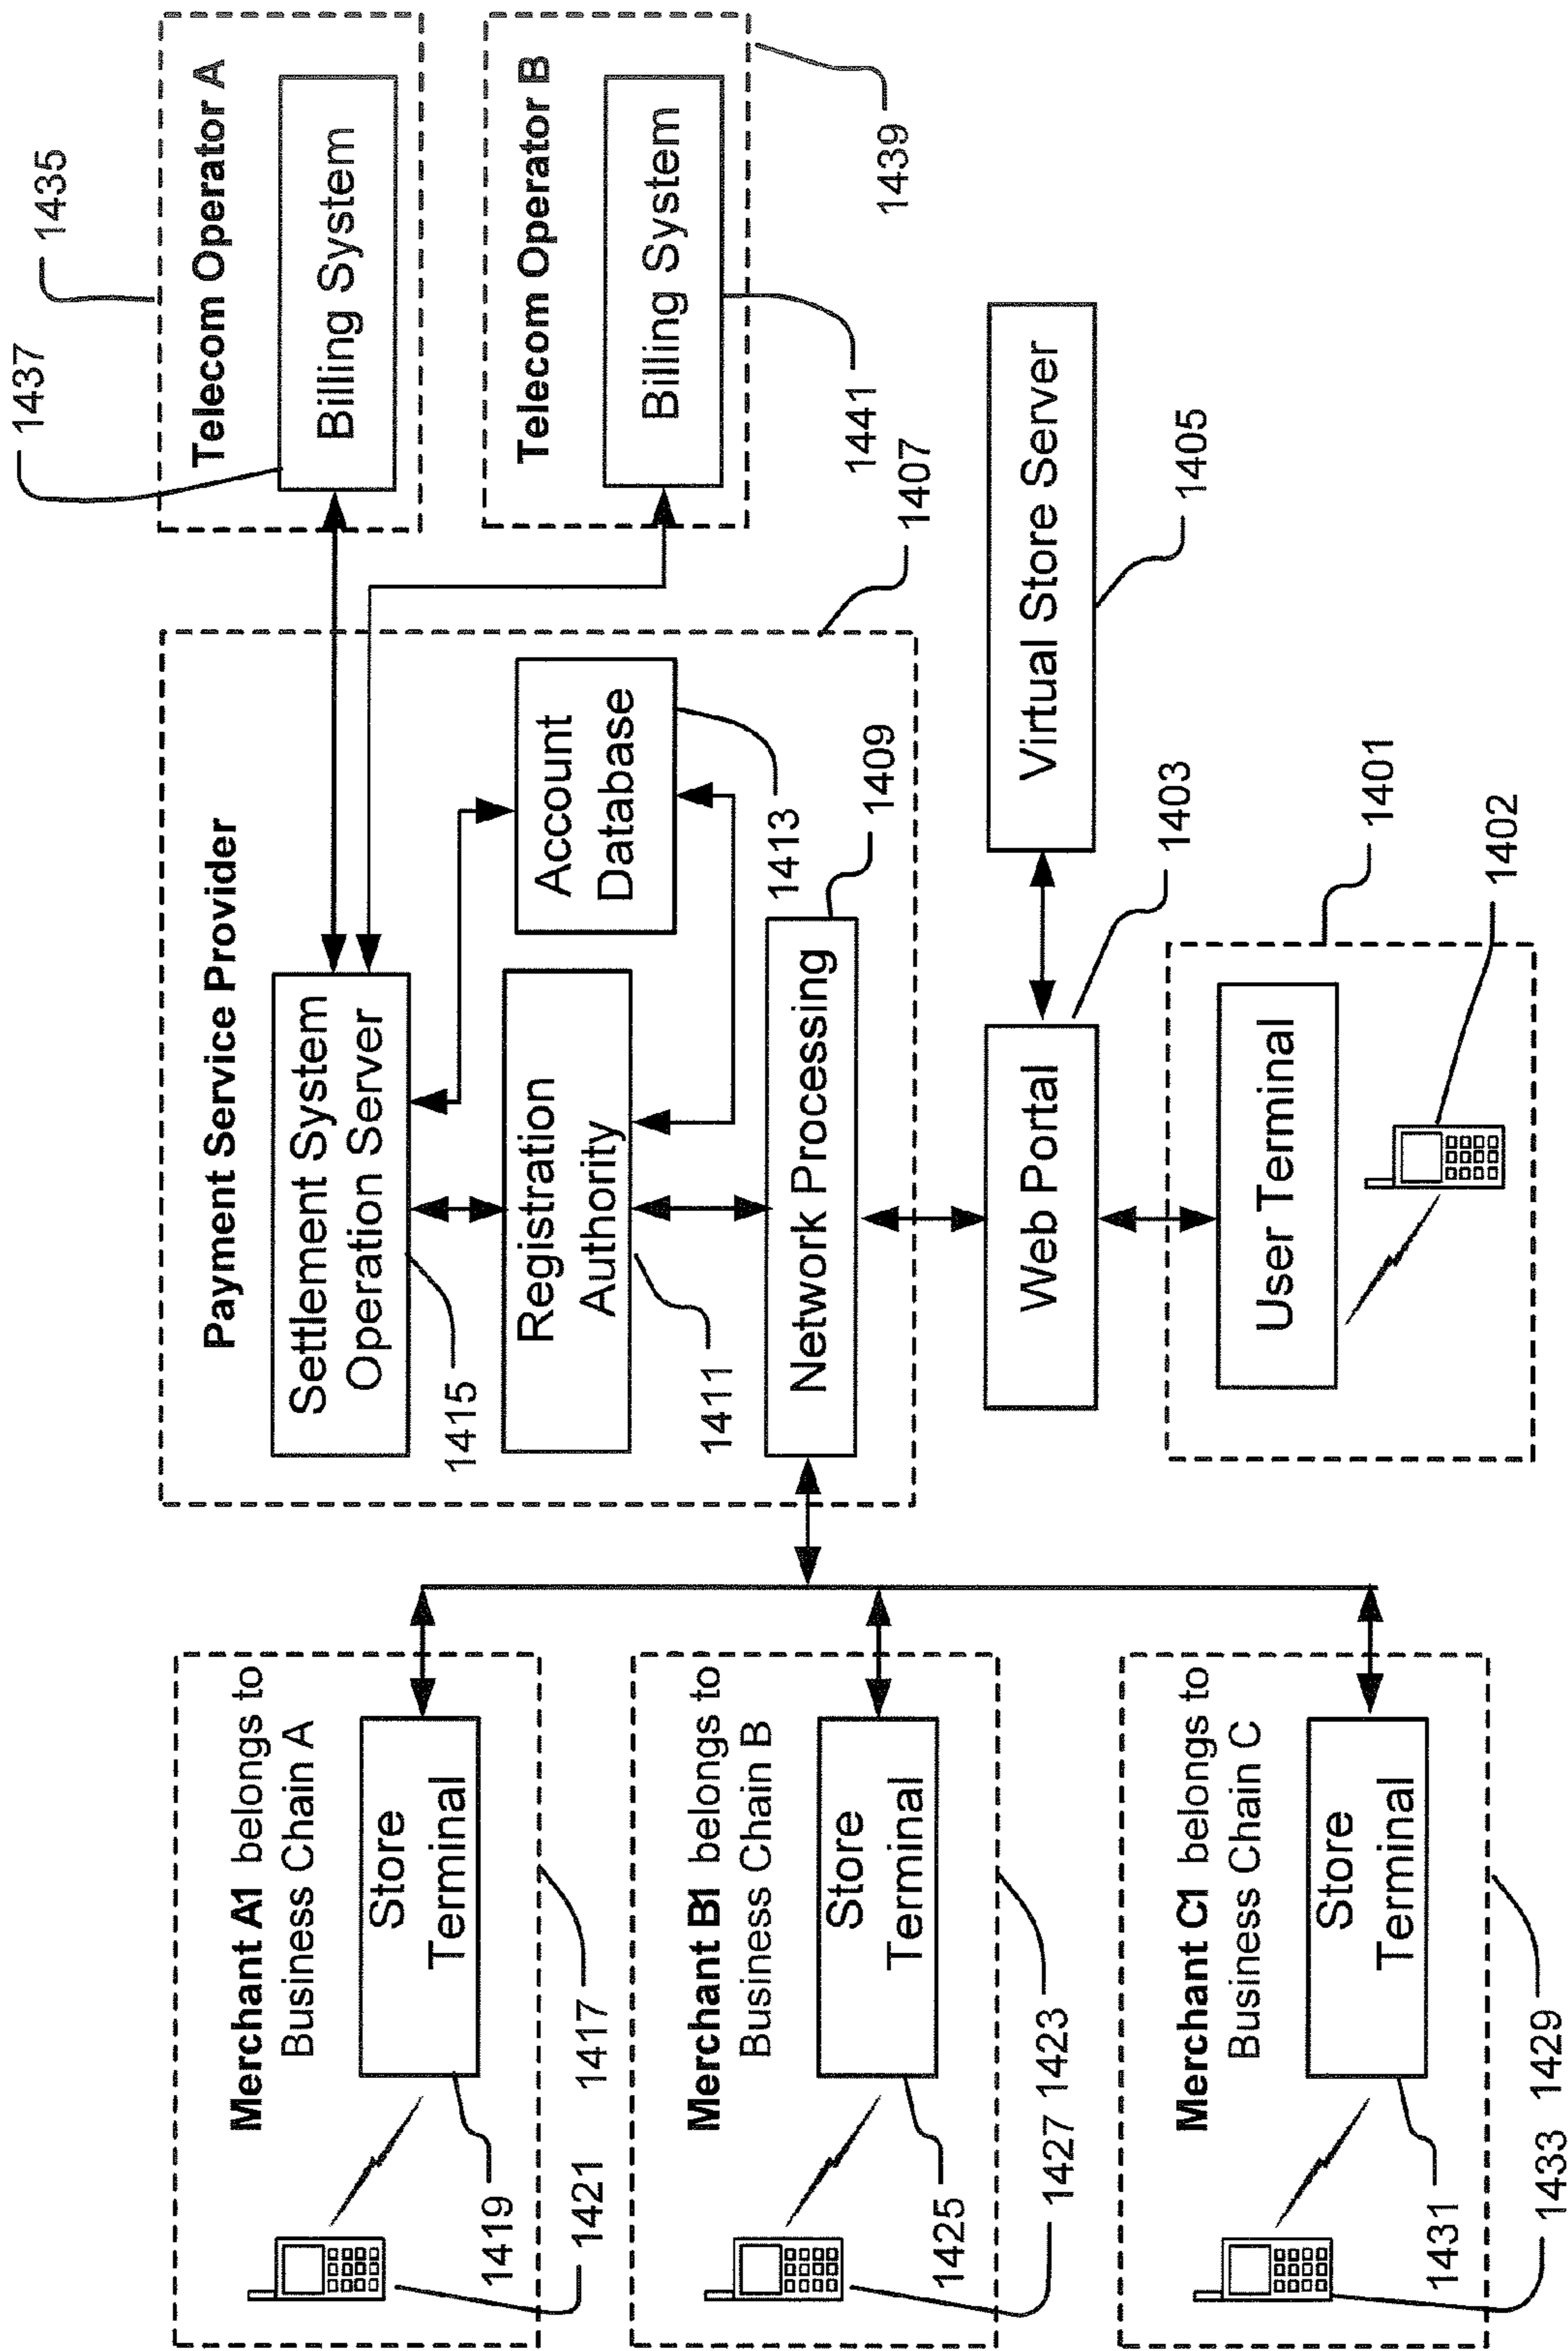 Merchant A1 belongs to
Business Chain A
Store
Terminal
1419
1421
1417
Merchant B1 belongs to
Business Chain B
Store
Terminal
1425
1427
1423
Merchant C1 belongs to
Business Chain C
Store
Terminal
1431
1433
1429
Payment Service Provider
Settlement System
Operation Server
1415
Registration
Authority
1411
Account
Database
1413
Network Processing
1409
1407
Web Portal
1403
Virtual Store Server
1405
User Terminal
1401
1402
1435
1437
Telecom Operator A
Billing System
Telecom Operator B
Billing System
1439
1441